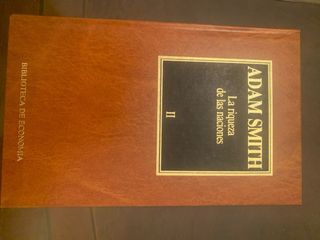 ADAM SMITH
La riqueza
de las naciones
II
BIBLIOTECA DE ECONOMIA